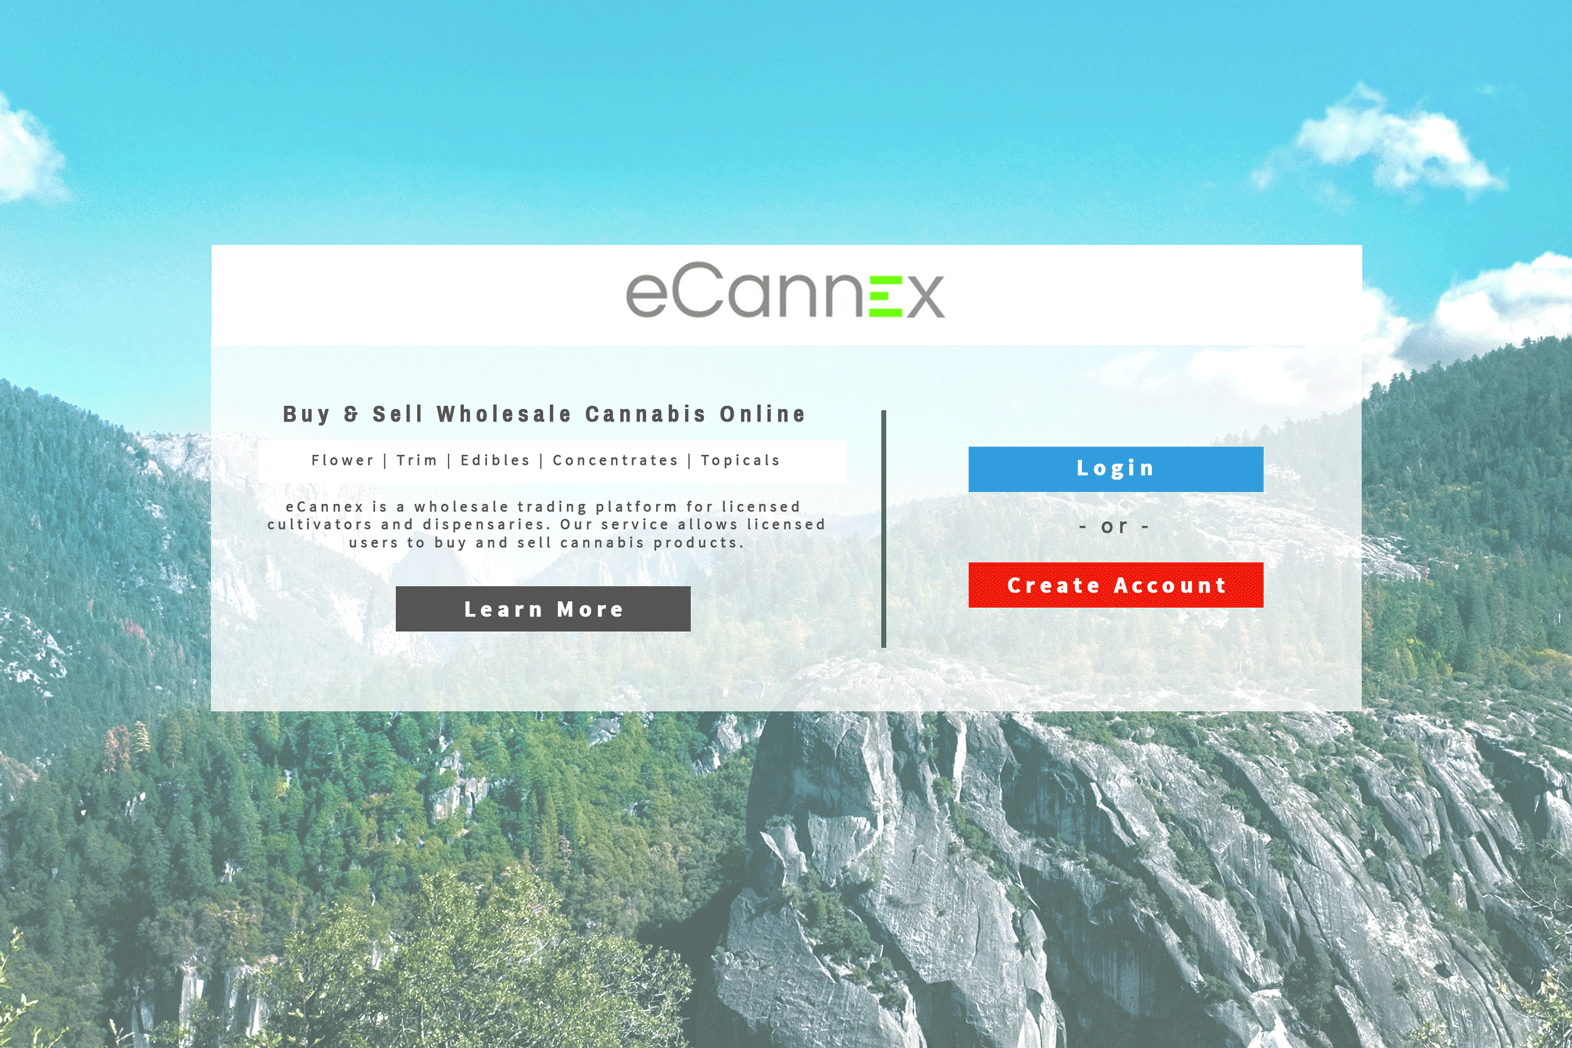 eCannEx
Buy & Sell Wholesale Cannabis Online
Flower | Trim | Edibles | Concentrates | Topicals
eCannex is a wholesale trading platform for licensed
cultivators and dispensaries. Our service allows licensed
users to buy and sell cannabis products.
Learn More
Login
- or -
Create Account